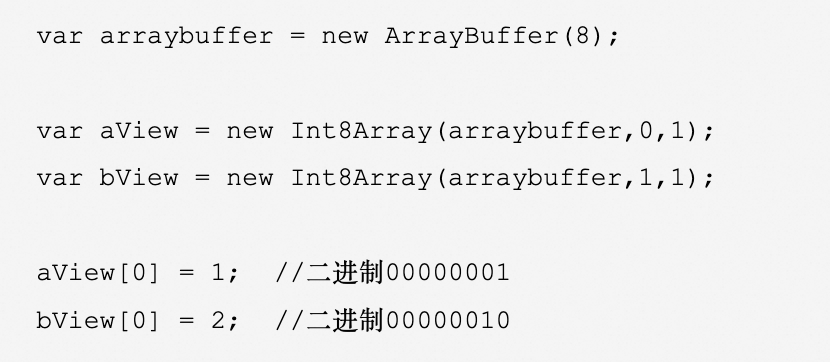 var arraybuffer = new ArrayBuffer(8);
var aView = new Int8Array(arraybuffer,0,1);
var bView = new Int8Array(arraybuffer,1,1);
aView[0] = 1;  //二进制00000001
bView[0] = 2;  //二进制00000010